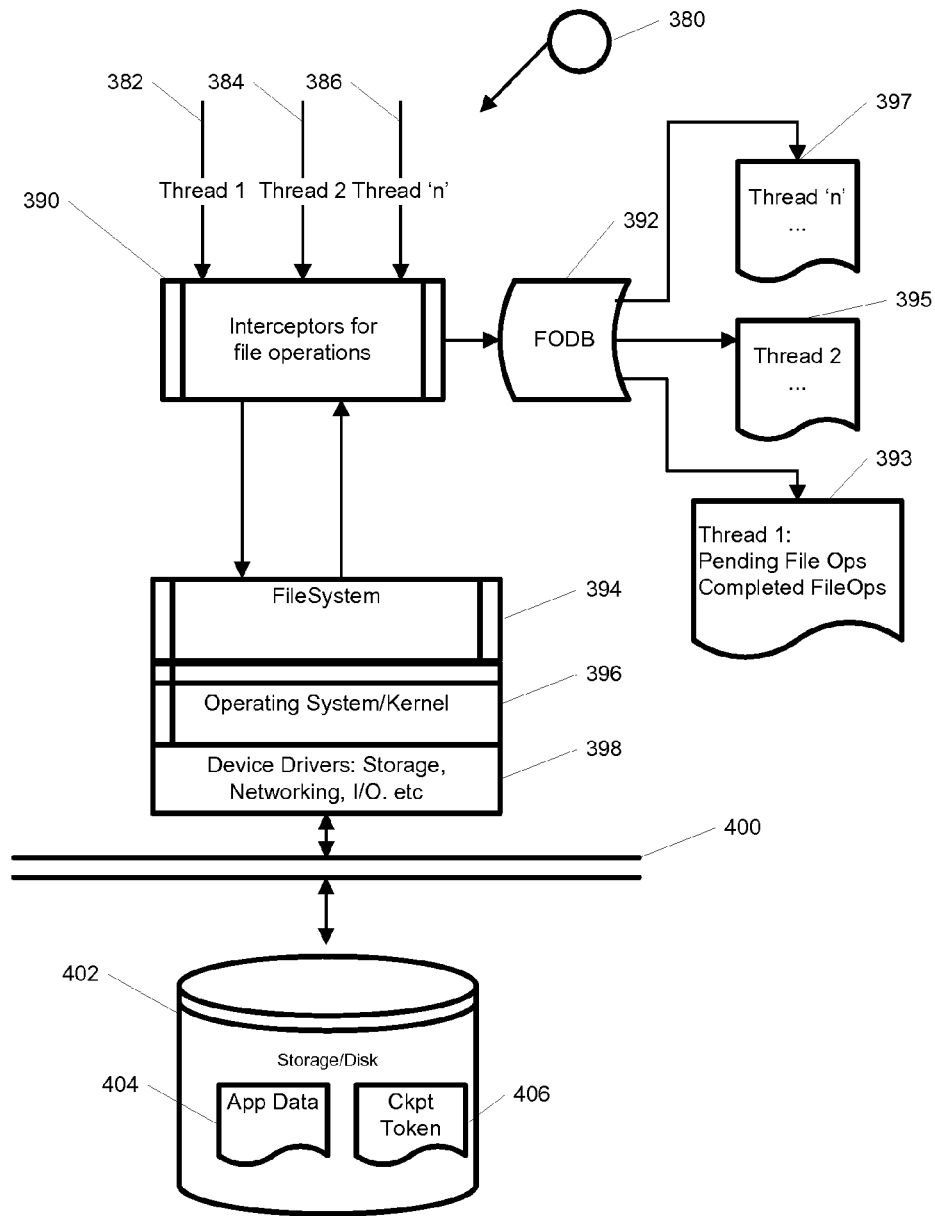 380
382
384
386
397
Thread 1
Thread 2
Thread ‘n’
390
392
Thread ‘n’
...
395
Interceptors for
file operations
FODB
Thread 2
...
393
Thread 1:
Pending File Ops
Completed FileOps
FileSystem
394
396
Operating System/Kernel
398
Device Drivers: Storage,
Networking, I/O. etc
400
402
Storage/Disk
404
App Data
Ckpt
Token
406